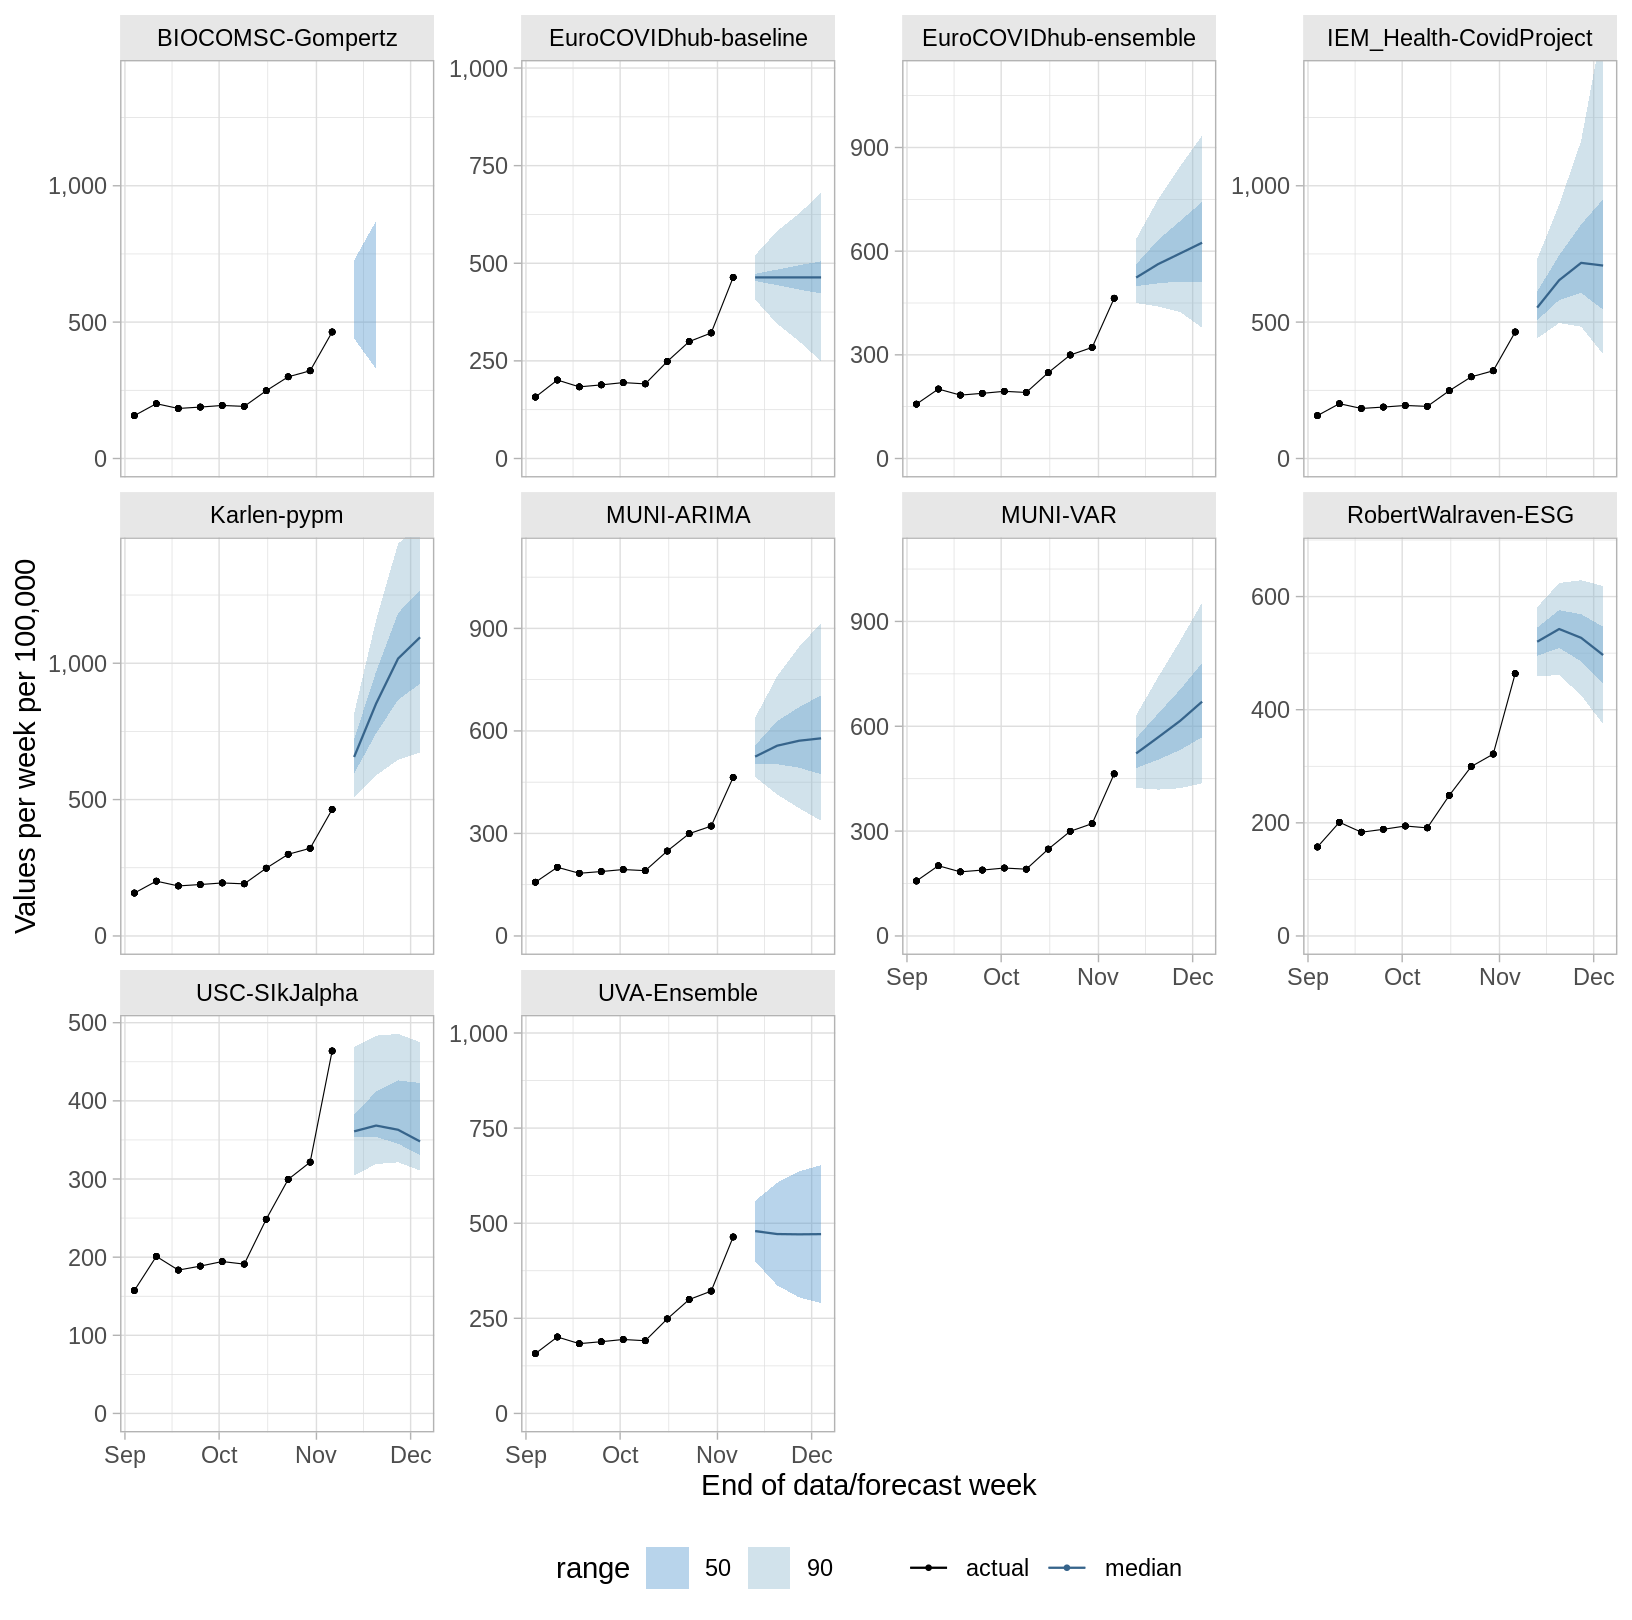 BIOCOMSC-Gompertz
EuroCOVIDhub-baseline
EuroCOVIDhub-ensemble
IEM_Health-CovidProject
1,000
500
0
1,000
750
500
250
0
900
600
300
0
1,000
500
0
Karlen-pypm
MUNI-ARIMA
MUNI-VAR
RobertWalraven-ESG
Values per week per 100,000
1,000
500
0
900
600
300
0
900
600
300
0
600
400
200
0
Sep Oct Nov Dec
Sep Oct Nov Dec
USC-SIkJalpha
UVA-Ensemble
500
400
300
200
100
0
1,000
750
500
250
0
Sep Oct Nov Dec
Sep Oct Nov Dec
End of data/forecast week
range 50 90 actual median